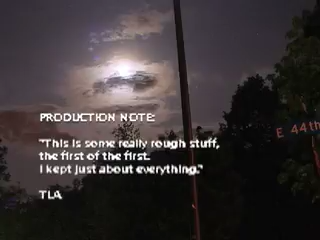 PRODUCTION NOTE:
"This is some really rough stuff,
the first of the first.
I kept just about everything."
TLA
E 44th